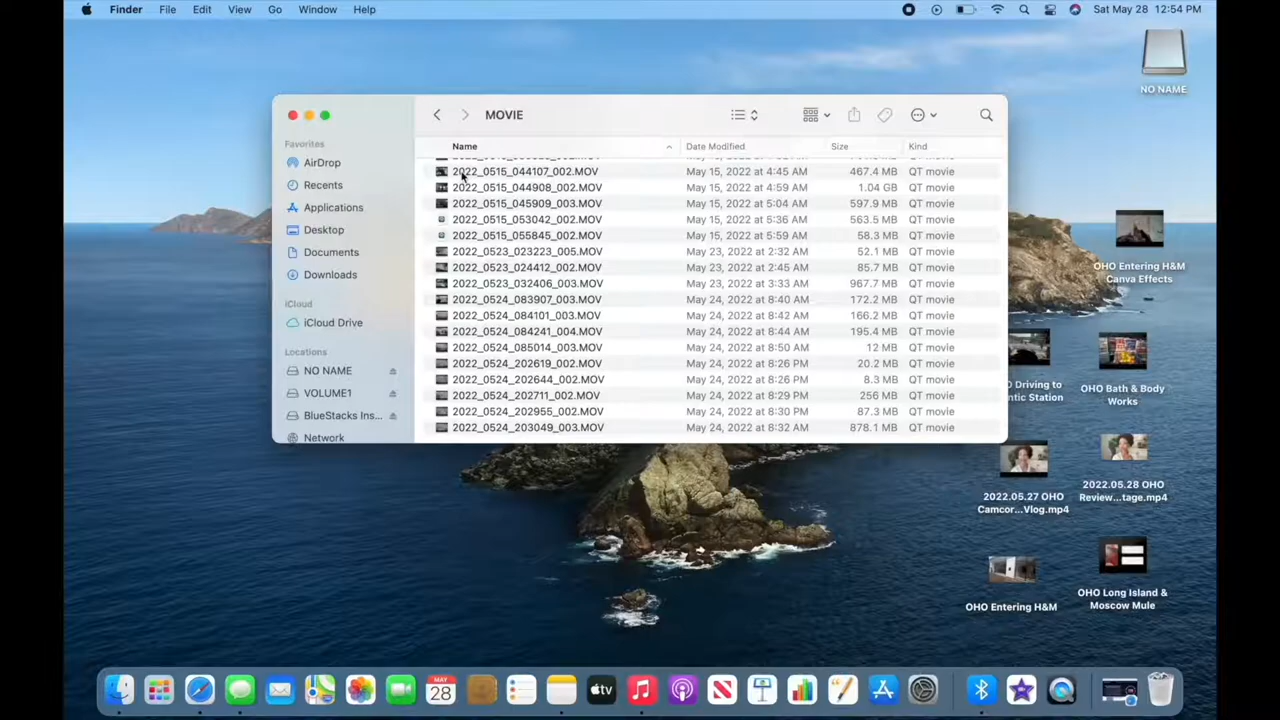 Finder File Edit View Go Window Help Sat May 28 12:54 PM
NO NAME
MOVIE
Name Date Modified Size Kind
2022_0515_044107_002.MOV May 15, 2022 at 4:45 AM 467.4 MB QT movie
2022_0515_044908_002.MOV May 15, 2022 at 4:59 AM 1.04 GB QT movie
2022_0515_045909_003.MOV May 15, 2022 at 5:04 AM 597.9 MB QT movie
2022_0515_053042_002.MOV May 15, 2022 at 5:36 AM 563.5 MB QT movie
2022_0515_055845_002.MOV May 15, 2022 at 5:59 AM 58.3 MB QT movie
2022_0523_023223_005.MOV May 23, 2022 at 2:32 AM 52.1 MB QT movie
2022_0523_024412_002.MOV May 23, 2022 at 2:45 AM 85.7 MB QT movie
2022_0523_032406_003.MOV May 23, 2022 at 3:33 AM 967.7 MB QT movie
2022_0524_083907_003.MOV May 24, 2022 at 8:40 AM 172.2 MB QT movie
2022_0524_084101_003.MOV May 24, 2022 at 8:42 AM 166.2 MB QT movie
2022_0524_084241_004.MOV May 24, 2022 at 8:44 AM 195.4 MB QT movie
2022_0524_085014_003.MOV May 24, 2022 at 8:50 AM 12 MB QT movie
2022_0524_202619_002.MOV May 24, 2022 at 8:26 PM 20.2 MB QT movie
2022_0524_202644_002.MOV May 24, 2022 at 8:26 PM 8.3 MB QT movie
2022_0524_202711_002.MOV May 24, 2022 at 8:29 PM 256 MB QT movie
2022_0524_202955_002.MOV May 24, 2022 at 8:30 PM 87.3 MB QT movie
2022_0524_203049_003.MOV May 24, 2022 at 8:32 AM 878.1 MB QT movie
Favorites
AirDrop
Recents
Applications
Desktop
Documents
Downloads
iCloud
iCloud Drive
Locations
NO NAME
VOLUME1
BlueStacks Ins...
Network
OHO Entering H&M
Canva Effects
Driving to
ntic Station
OHO Bath & Body
Works
2022.05.27 OHO
Camcor...Vlog.mp4
2022.05.28 OHO
Review...tage.mp4
OHO Entering H&M
OHO Long Island &
Moscow Mule
MAY
28
tv